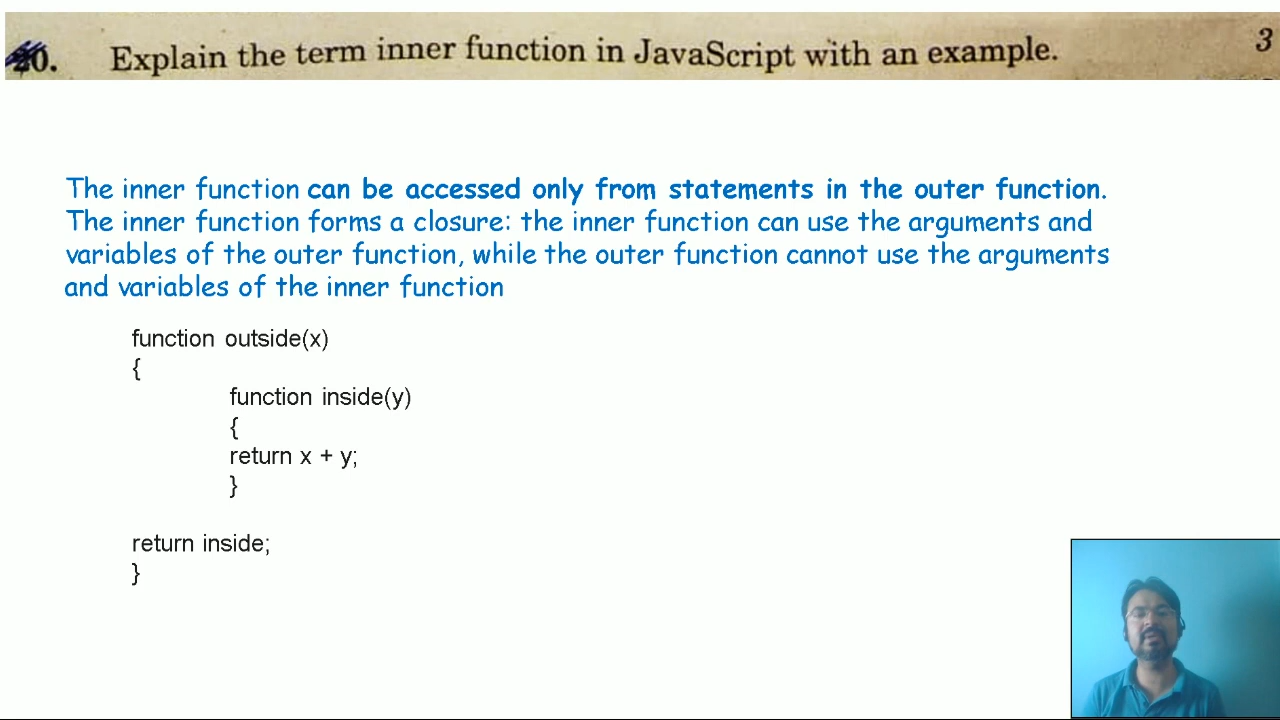 20. Explain the term inner function in JavaScript with an example. 3
The inner function can be accessed only from statements in the outer function.
The inner function forms a closure: the inner function can use the arguments and
variables of the outer function, while the outer function cannot use the arguments
and variables of the inner function
function outside(x)
{
function inside(y)
{
return x + y;
}
return inside;
}